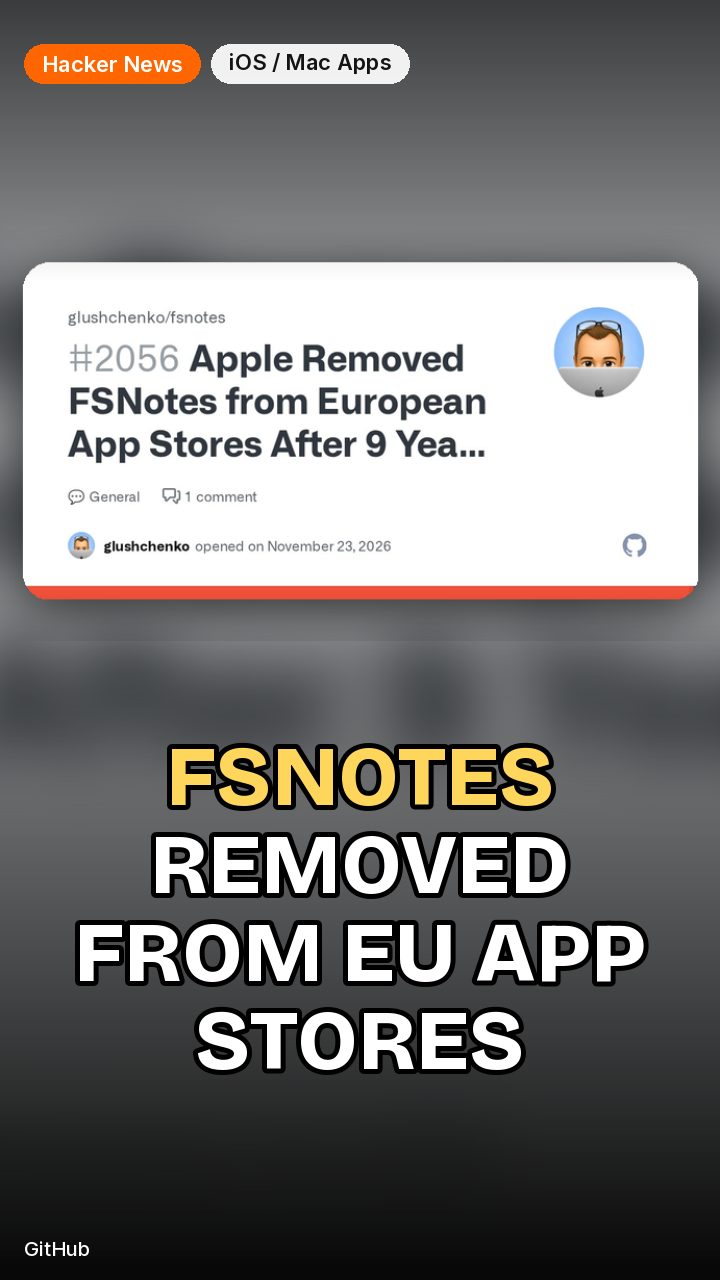 Hacker News
iOS / Mac Apps
glushchenko/fsnotes
#2056 Apple Removed
FSNotes from European
App Stores After 9 Yea...
General
1 comment
glushchenko opened on November 23, 2026
FSNOTES
REMOVED
FROM EU APP
STORES
GitHub